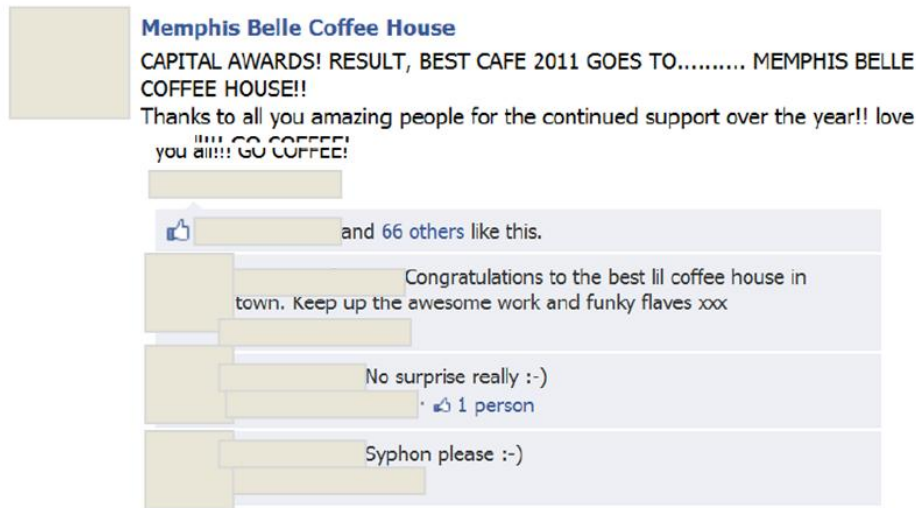 Memphis Belle Coffee House
CAPITAL AWARDS! RESULT, BEST CAFE 2011 GOES TO.......... MEMPHIS BELLE
COFFEE HOUSE!!
Thanks to all you amazing people for the continued support over the year!! love
you all!!! GO COFFEE!
and 66 others like this.
Congratulations to the best lil coffee house in
town. Keep up the awesome work and funky flaves xxx
No surprise really :-)
· 1 person
Syphon please :-)